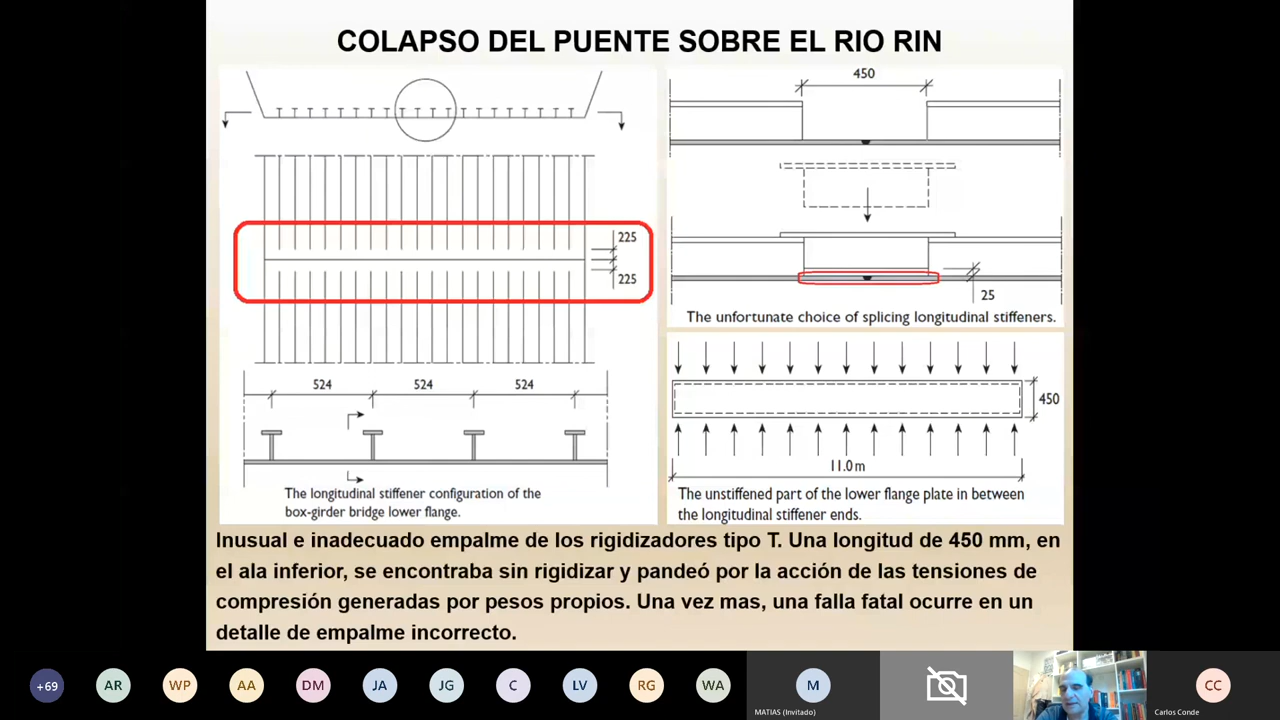 COLAPSO DEL PUENTE SOBRE EL RIO RIN
225
225
524 524 524
The longitudinal stiffener configuration of the
box-girder bridge lower flange.
450
25
The unfortunate choice of splicing longitudinal stiffeners.
450
11.0 m
The unstiffened part of the lower flange plate in between
the longitudinal stiffener ends.
Inusual e inadecuado empalme de los rigidizadores tipo T. Una longitud de 450 mm, en
el ala inferior, se encontraba sin rigidizar y pandeó por la acción de las tensiones de
compresión generadas por pesos propios. Una vez mas, una falla fatal ocurre en un
detalle de empalme incorrecto.
+69 AR WP AA DM JA JG C LV RG WA M CC
MATIAS (Invitado) Carlos Conde